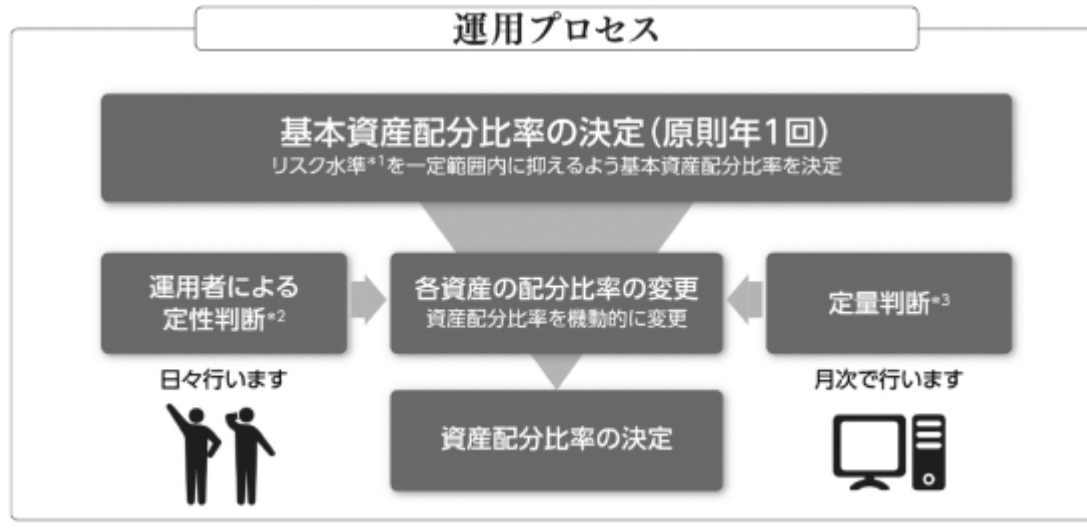 運用プロセス
基本資産配分比率の決定(原則年1回)
リスク水準*1を一定範囲内に抑えるよう基本資産配分比率を決定
運用者による
定性判断*2
各資産の配分比率の変更
資産配分比率を機動的に変更
定量判断*3
日々行います
月次で行います
資産配分比率の決定